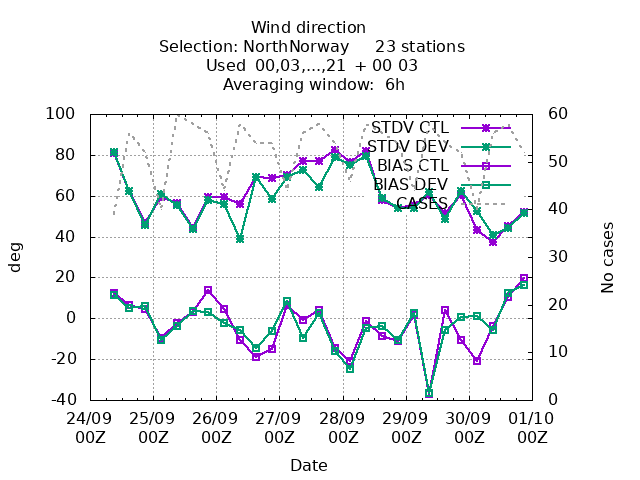 Wind direction
Selection: NorthNorway 23 stations
Used 00,03,...,21 + 00 03
Averaging window: 6h
100
80
60
40
20
0
-20
-40
deg
60
50
40
30
20
10
0
No cases
STDV CTL
STDV DEV
BIAS CTL
BIAS DEV
CASES
24/09 25/09 26/09 27/09 28/09 29/09 30/09 01/10
00Z 00Z 00Z 00Z 00Z 00Z 00Z 00Z
Date